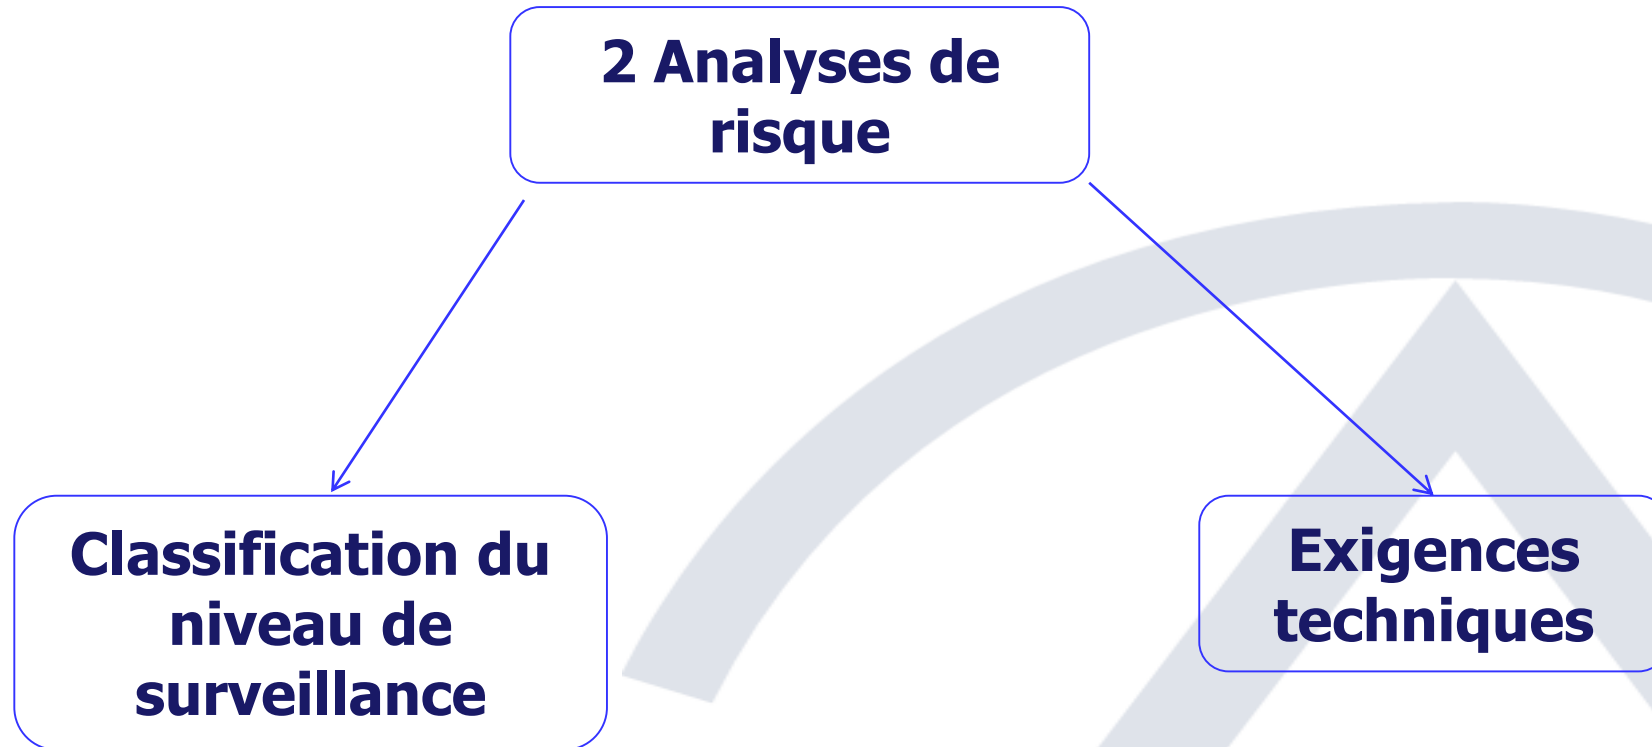 2 Analyses de
risque
Classification du
niveau de
surveillance
Exigences
techniques